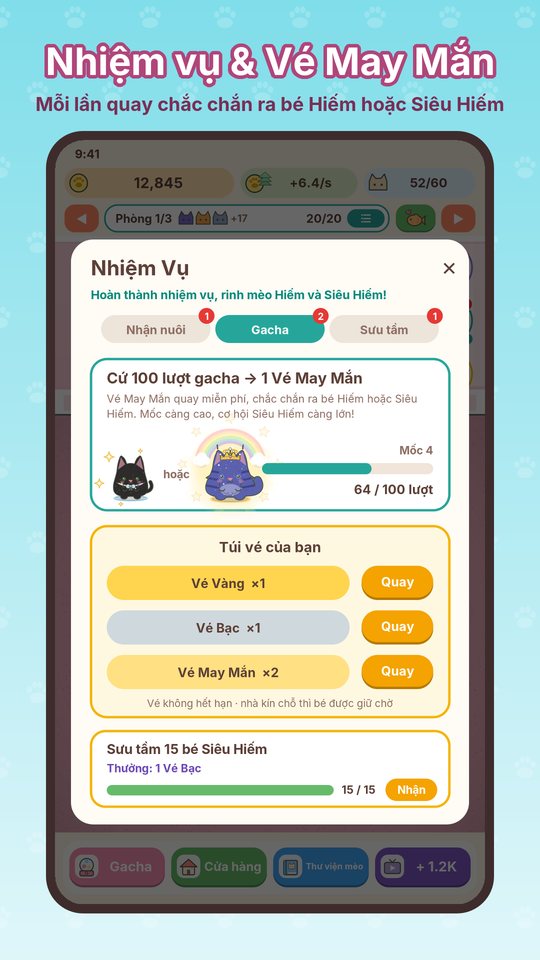 Nhiệm vụ & Vé May Mắn
Mỗi lần quay chắc chắn ra bé Hiếm hoặc Siêu Hiếm
9:41
12,845
+6.4/s
52/60
Phòng 1/3
+17
20/20
Nhiệm Vụ
Hoàn thành nhiệm vụ, rinh mèo Hiếm và Siêu Hiếm!
Nhận nuôi
1
Gacha
2
Sưu tầm
1
Cứ 100 lượt gacha → 1 Vé May Mắn
Vé May Mắn quay miễn phí, chắc chắn ra bé Hiếm hoặc Siêu
Hiếm. Mốc càng cao, cơ hội Siêu Hiếm càng lớn!
hoặc
Mốc 4
64 / 100 lượt
Túi vé của bạn
Vé Vàng ×1
Quay
Vé Bạc ×1
Quay
Vé May Mắn ×2
Quay
Vé không hết hạn · nhà kín chỗ thì bé được giữ chờ
Sưu tầm 15 bé Siêu Hiếm
Thưởng: 1 Vé Bạc
15 / 15
Nhận
Gacha
Cửa hàng
Thư viện mèo
+ 1.2K